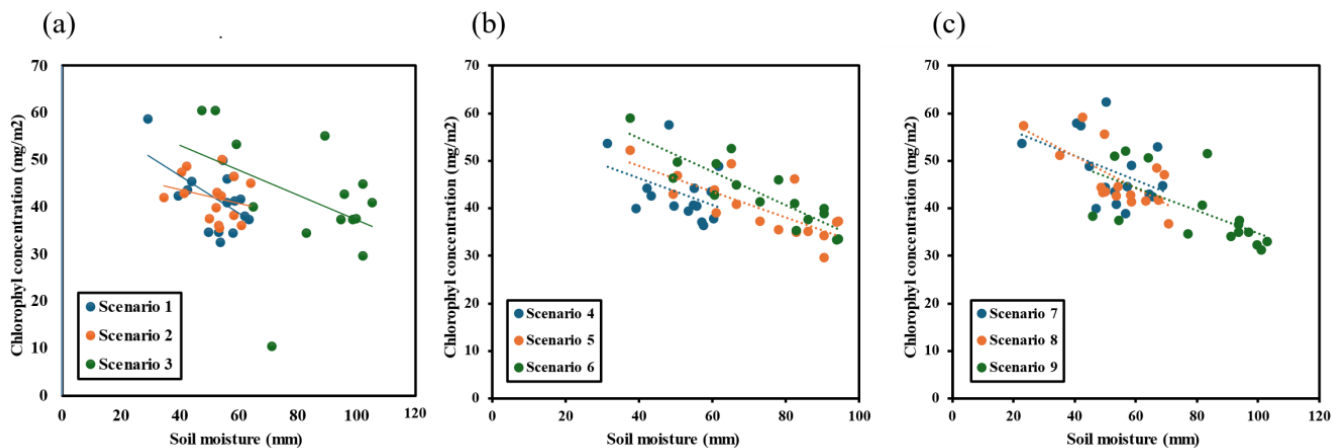 (a)
Chlorophyl concentration (mg/m2)
70
60
50
40
30
20
10
0
0 20 40 60 80 100 120
Soil moisture (mm)
Scenario 1
Scenario 2
Scenario 3
(b)
Chlorophyl concentration (mg/m2)
70
60
50
40
30
20
10
0
0 20 40 60 80 100
Soil moisture (mm)
Scenario 4
Scenario 5
Scenario 6
(c)
Chlorophyl concentration (mg/m2)
70
60
50
40
30
20
10
0
0 20 40 60 80 100 120
Soil moisture (mm)
Scenario 7
Scenario 8
Scenario 9